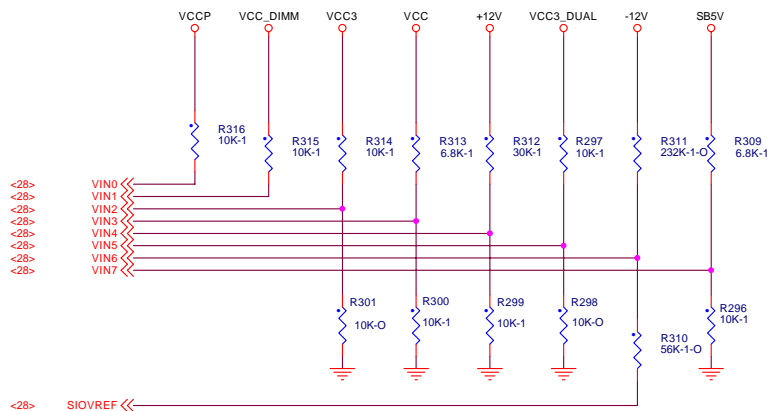 VCCP VCC_DIMM VCC3 VCC +12V VCC3_DUAL -12V SB5V
R316
10K-1
R315
10K-1
R314
10K-1
R313
6.8K-1
R312
30K-1
R297
10K-1
R311
232K-1-O
R309
6.8K-1
<28> VIN0
<28> VIN1
<28> VIN2
<28> VIN3
<28> VIN4
<28> VIN5
<28> VIN6
<28> VIN7
R301
10K-O
R300
10K-1
R299
10K-1
R298
10K-O
R310
56K-1-O
R296
10K-1
<28> SIOVREF